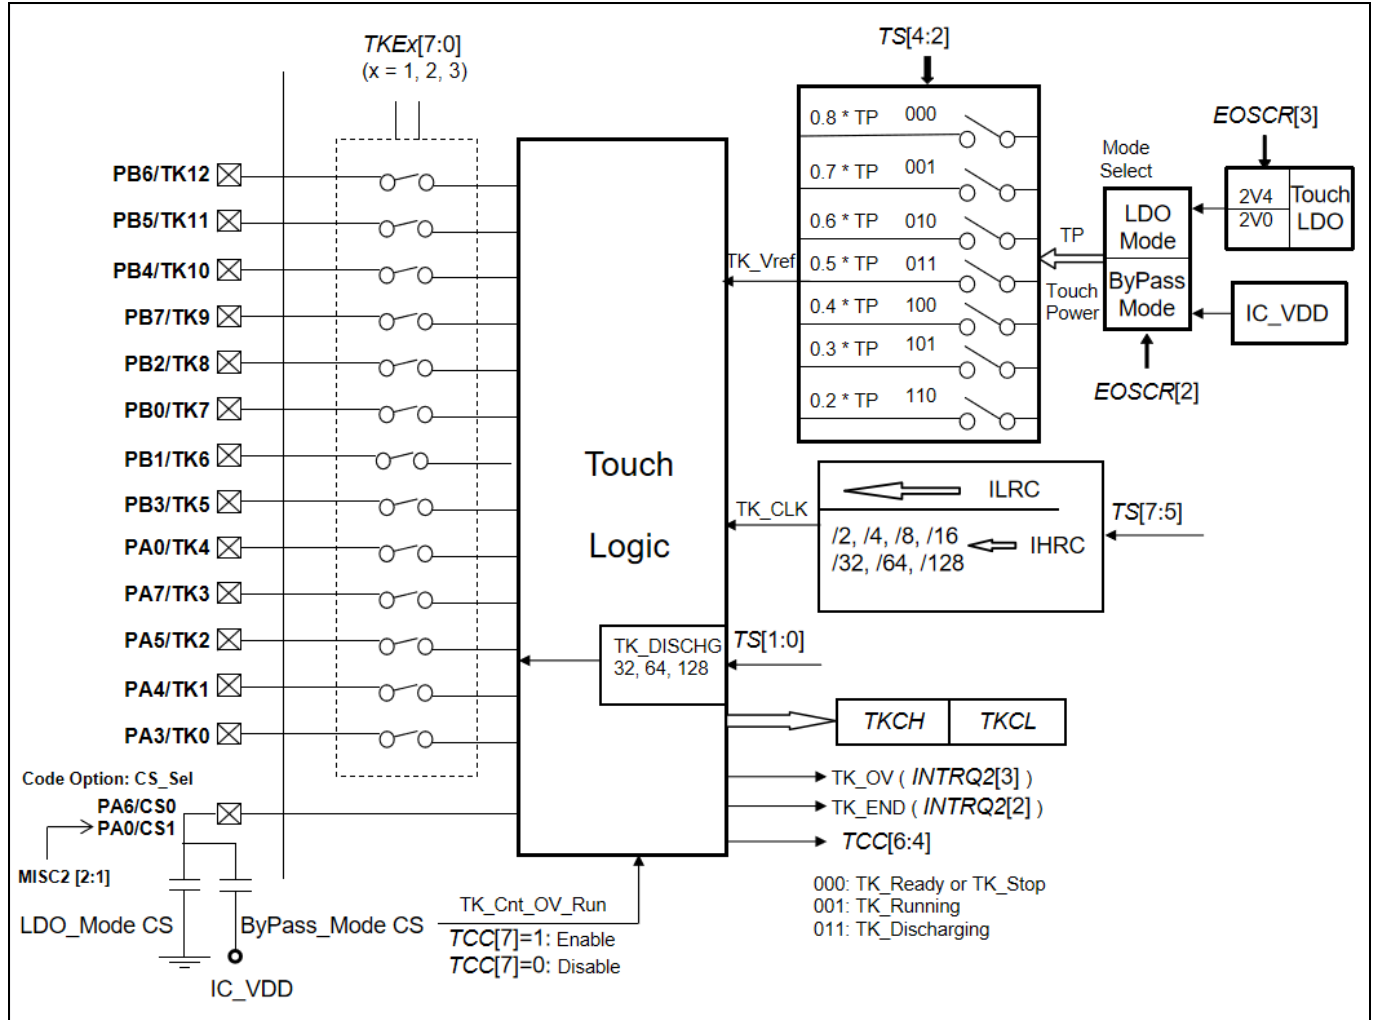 TKEx[7:0]
(x = 1, 2, 3)
TS[4:2]
EOSCR[3]
PB6/TK12
PB5/TK11
PB4/TK10
PB7/TK9
PB2/TK8
PB0/TK7
PB1/TK6
PB3/TK5
PA0/TK4
PA7/TK3
PA5/TK2
PA4/TK1
PA3/TK0
Code Option: CS_Sel
PA6/CS0
PA0/CS1
MISC2 [2:1]
LDO_Mode CS
ByPass_Mode CS
IC_VDD
Touch
Logic
TK_DISCHG
32, 64, 128
TK_Cnt_OV_Run
TCC[7]=1: Enable
TCC[7]=0: Disable
0.8 * TP 000
0.7 * TP 001
0.6 * TP 010
0.5 * TP 011
0.4 * TP 100
0.3 * TP 101
0.2 * TP 110
TK_Vref
TP
Touch
Power
Mode
Select
LDO
Mode
ByPass
Mode
2V4
2V0
Touch
LDO
IC_VDD
EOSCR[2]
TK_CLK
ILRC
/2, /4, /8, /16
/32, /64, /128
IHRC
TS[7:5]
TS[1:0]
TKCH TKCL
TK_OV ( INTRQ2[3] )
TK_END ( INTRQ2[2] )
TCC[6:4]
000: TK_Ready or TK_Stop
001: TK_Running
011: TK_Discharging